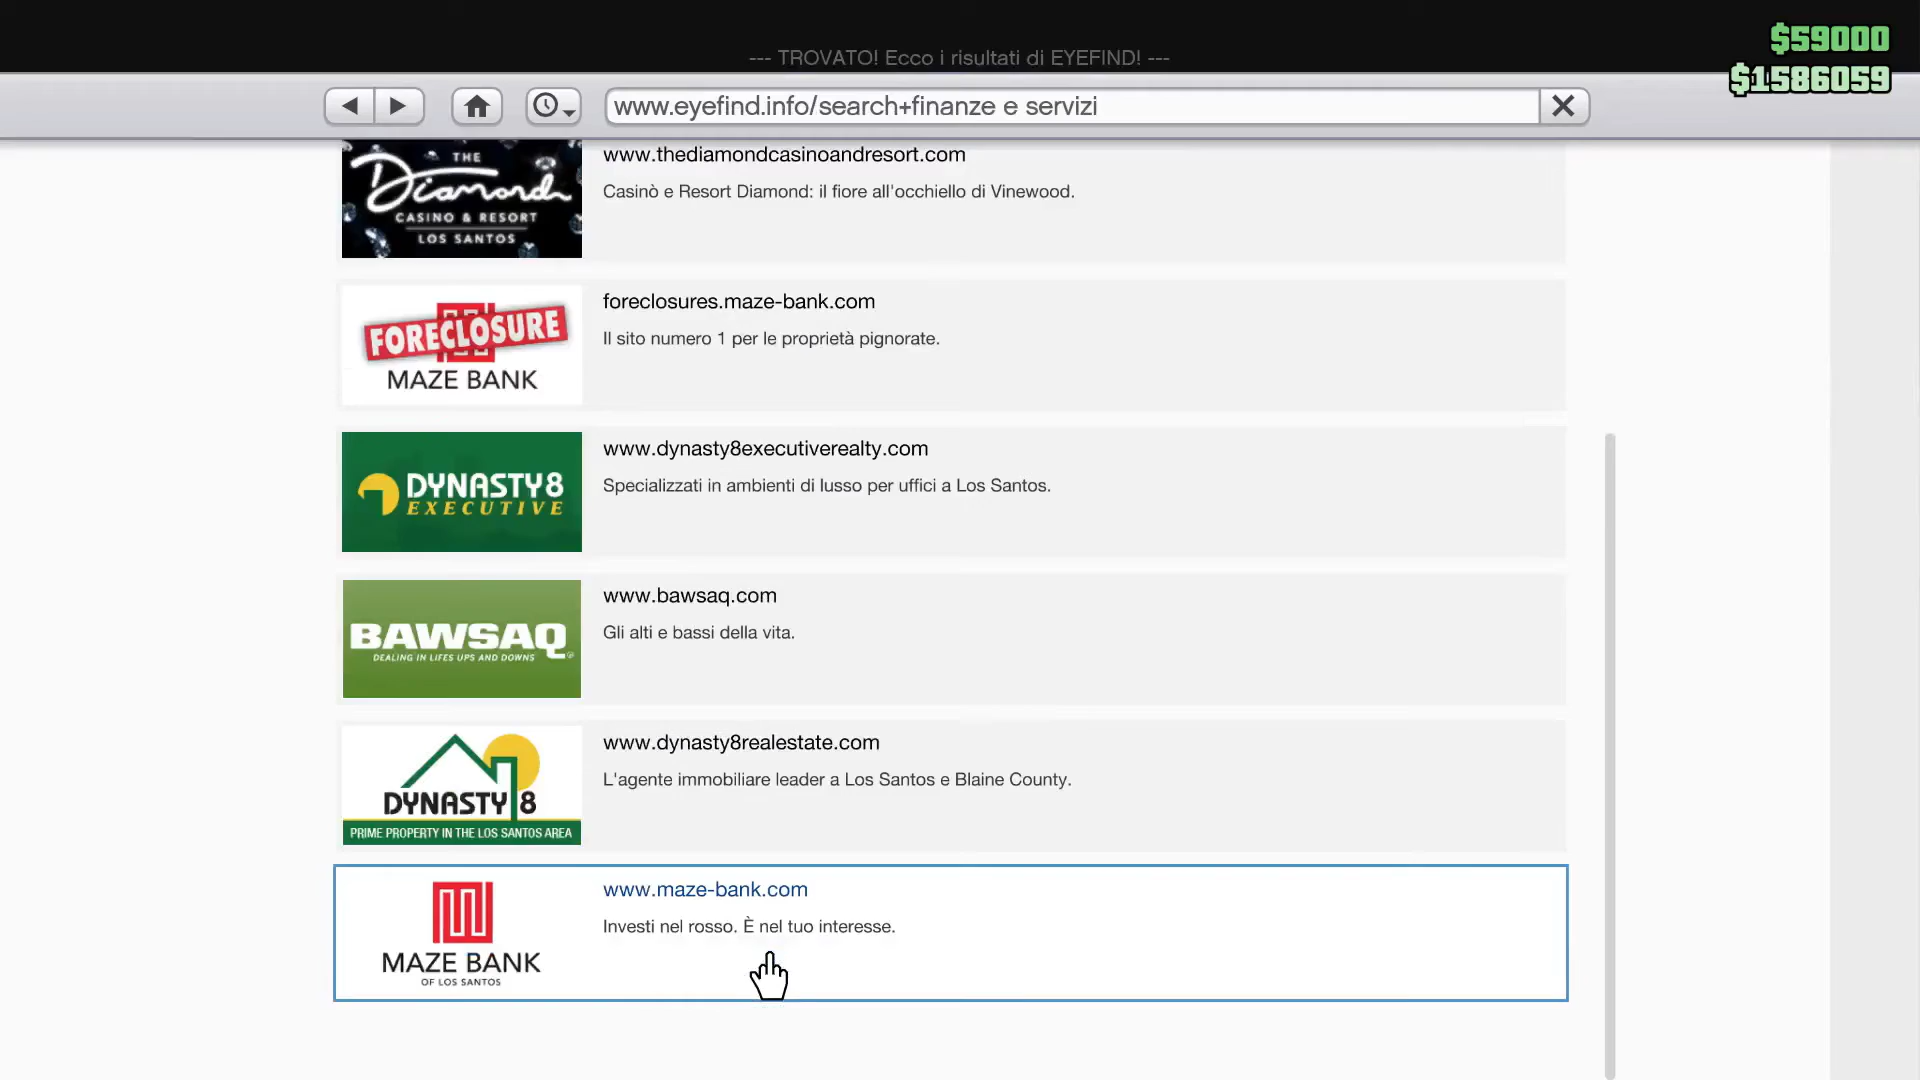 --- TROVATO! Ecco i risultati di EYEFIND! ---
$59000
$1586059
www.eyefind.info/search+finanze e servizi
THE
Diamond
CASINO & RESORT
LOS SANTOS
www.thediamondcasinoandresort.com
Casinò e Resort Diamond: il fiore all'occhiello di Vinewood.
FORECLOSURE
MAZE BANK
foreclosures.maze-bank.com
Il sito numero 1 per le proprietà pignorate.
DYNASTY8
EXECUTIVE
www.dynasty8executiverealty.com
Specializzati in ambienti di lusso per uffici a Los Santos.
BAWSAQ
DEALING IN LIFES UPS AND DOWNS
www.bawsaq.com
Gli alti e bassi della vita.
DYNASTY 8
PRIME PROPERTY IN THE LOS SANTOS AREA
www.dynasty8realestate.com
L'agente immobiliare leader a Los Santos e Blaine County.
MAZE BANK
OF LOS SANTOS
www.maze-bank.com
Investi nel rosso. È nel tuo interesse.